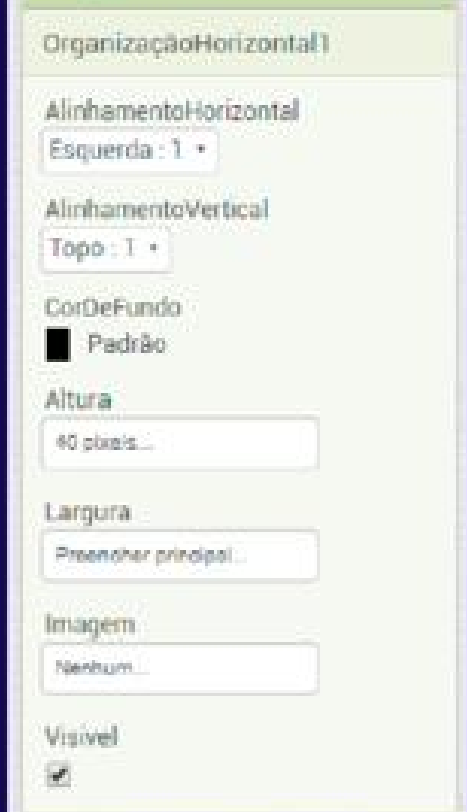 OrganizaçãoHorizontal1
AlinhamentoHorizontal
Esquerda : 1
AlinhamentoVertical
Topo : 1
CorDeFundo
Padrão
Altura
40 pixels...
Largura
Preencher principal...
Imagem
Nenhum...
Visível